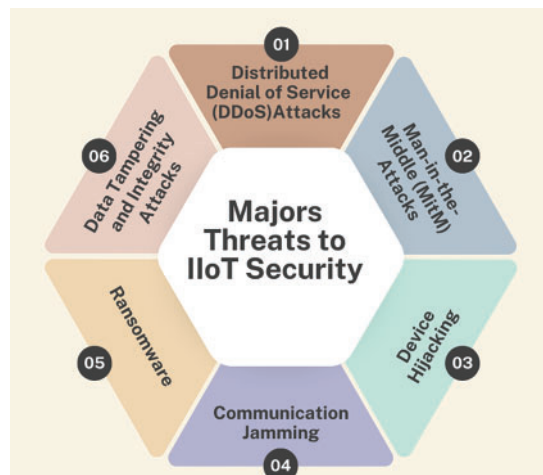 01
Distributed
Denial of Service
(DDoS)Attacks
02
Man-in-the-
Middle (MitM)
Attacks
03
Device
Hijacking
04
Communication
Jamming
05
Ransomware
06
Data Tampering
and Integrity
Attacks
Majors
Threats to
IIoT Security